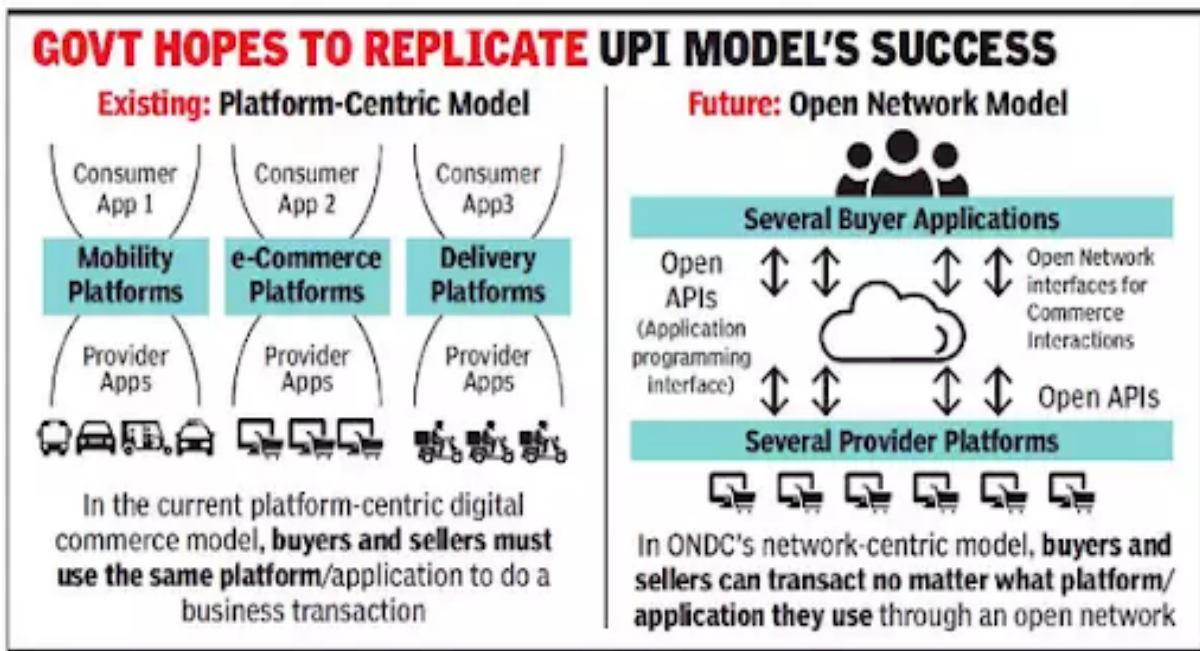 GOVT HOPES TO REPLICATE UPI MODEL'S SUCCESS
Existing: Platform-Centric Model
Consumer
App 1
Consumer
App 2
Consumer
App3
Mobility
Platforms
e-Commerce
Platforms
Delivery
Platforms
Provider
Apps
Provider
Apps
Provider
Apps
In the current platform-centric digital
commerce model, buyers and sellers must
use the same platform/application to do a
business transaction
Future: Open Network Model
Several Buyer Applications
Open
APIs
(Application
programming
interface)
Open Network
interfaces for
Commerce
Interactions
Open APIs
Several Provider Platforms
In ONDC's network-centric model, buyers and
sellers can transact no matter what platform/
application they use through an open network